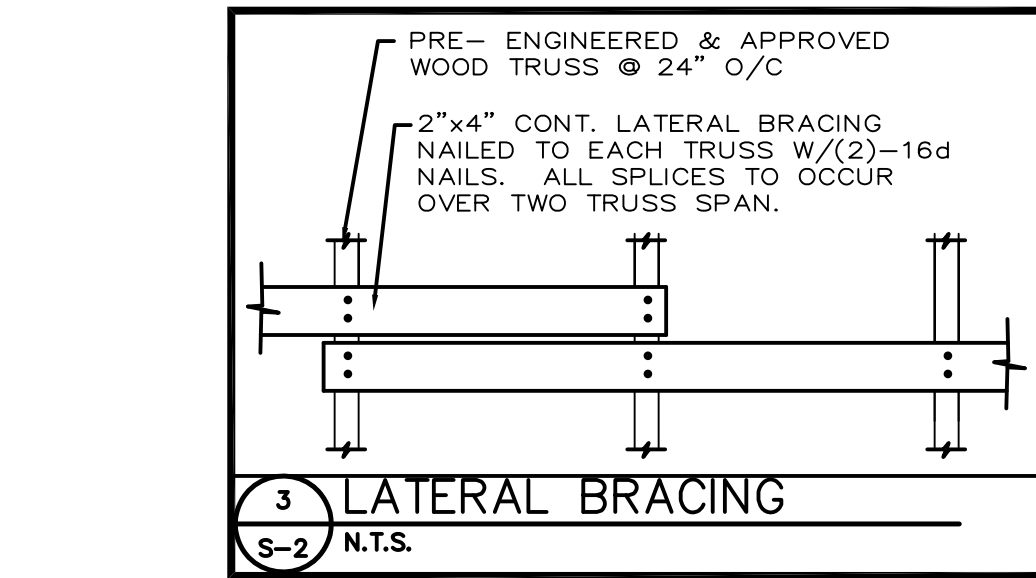 PRE- ENGINEERED & APPROVED
WOOD TRUSS @ 24" O/C
2"x4" CONT. LATERAL BRACING
NAILED TO EACH TRUSS W/(2)-16d
NAILS. ALL SPLICES TO OCCUR
OVER TWO TRUSS SPAN.
3
LATERAL BRACING
S-2
N.T.S.